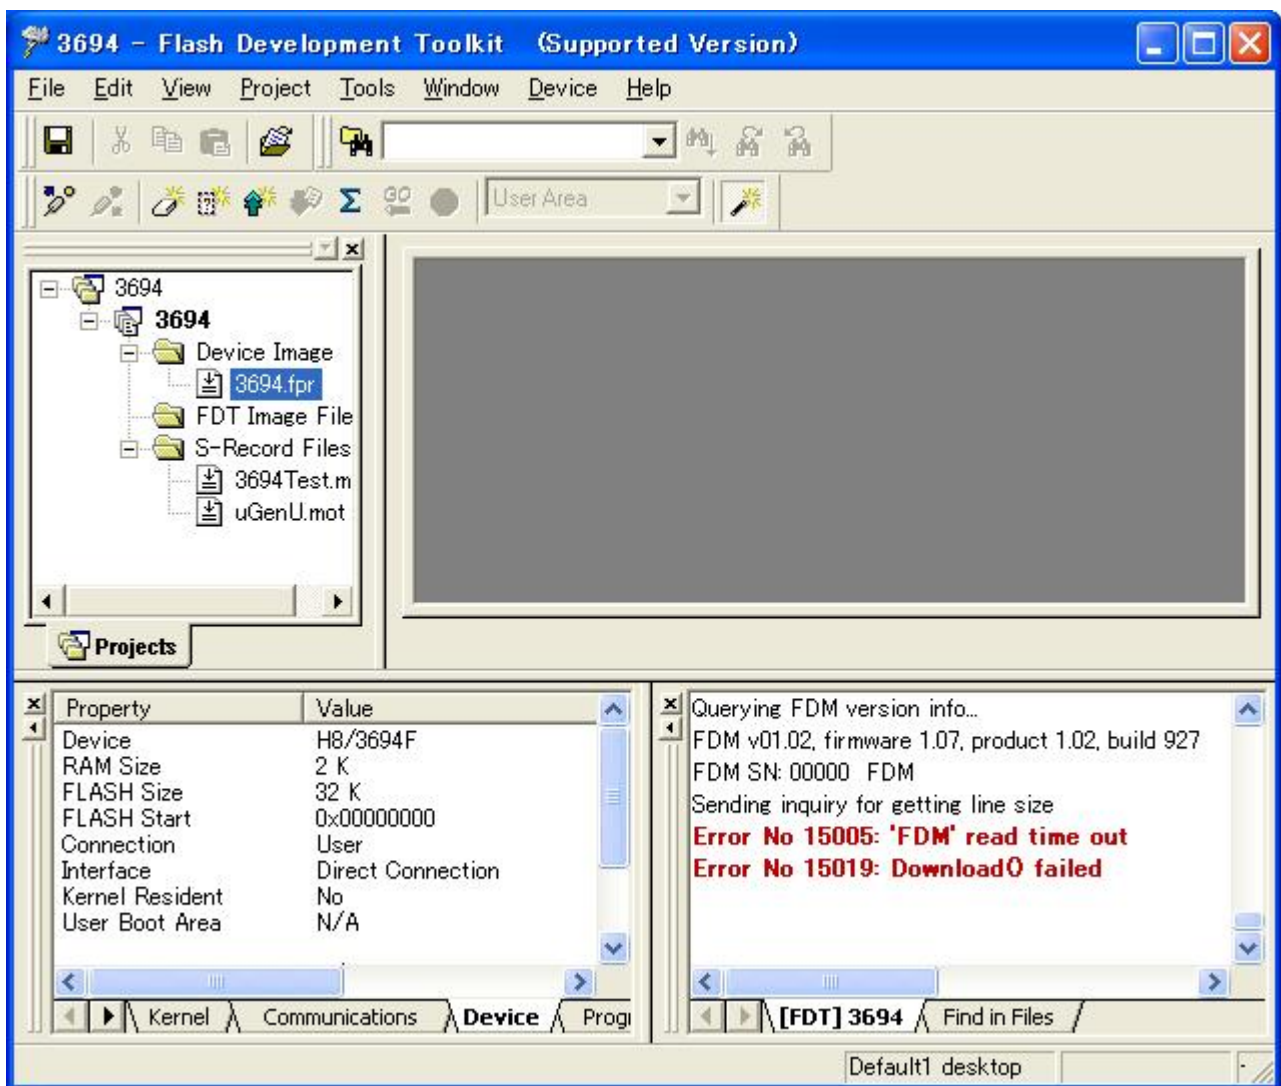 3694 - Flash Development Toolkit (Supported Version)
File Edit View Project Tools Window Device Help
GO
User Area
3694
3694
Device Image
3694.fpr
FDT Image File
S-Record Files
3694Test.m
uGenU.mot
Projects
Property Value
Device H8/3694F
RAM Size 2 K
FLASH Size 32 K
FLASH Start 0x00000000
Connection User
Interface Direct Connection
Kernel Resident No
User Boot Area N/A
Kernel Communications Device Progr
Querying FDM version info...
FDM v01.02, firmware 1.07, product 1.02, build 927
FDM SN: 00000 FDM
Sending inquiry for getting line size
Error No 15005: 'FDM' read time out
Error No 15019: Download() failed
[FDT] 3694 Find in Files
Default1 desktop